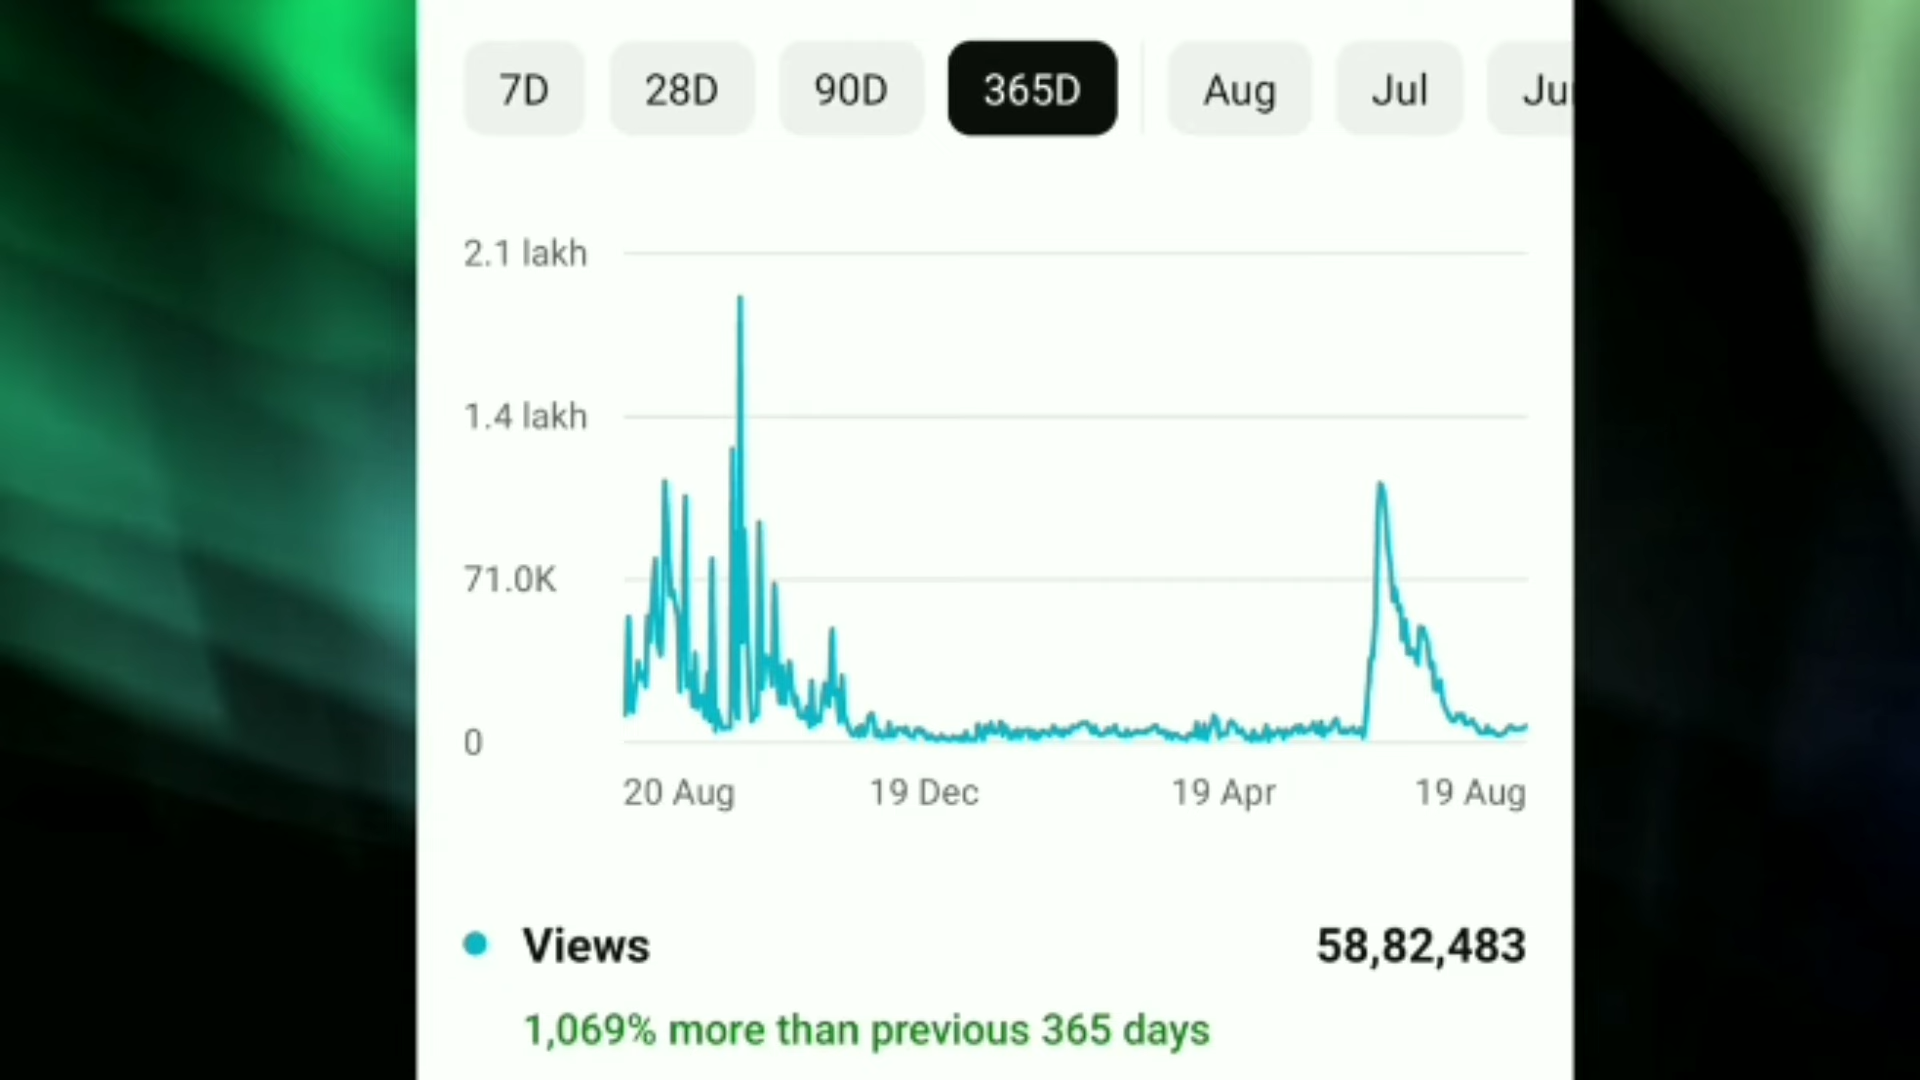 7D 28D 90D 365D Aug Jul
2.1 lakh
1.4 lakh
71.0K
0
20 Aug 19 Dec 19 Apr 19 Aug
Views 58,82,483
1,069% more than previous 365 days